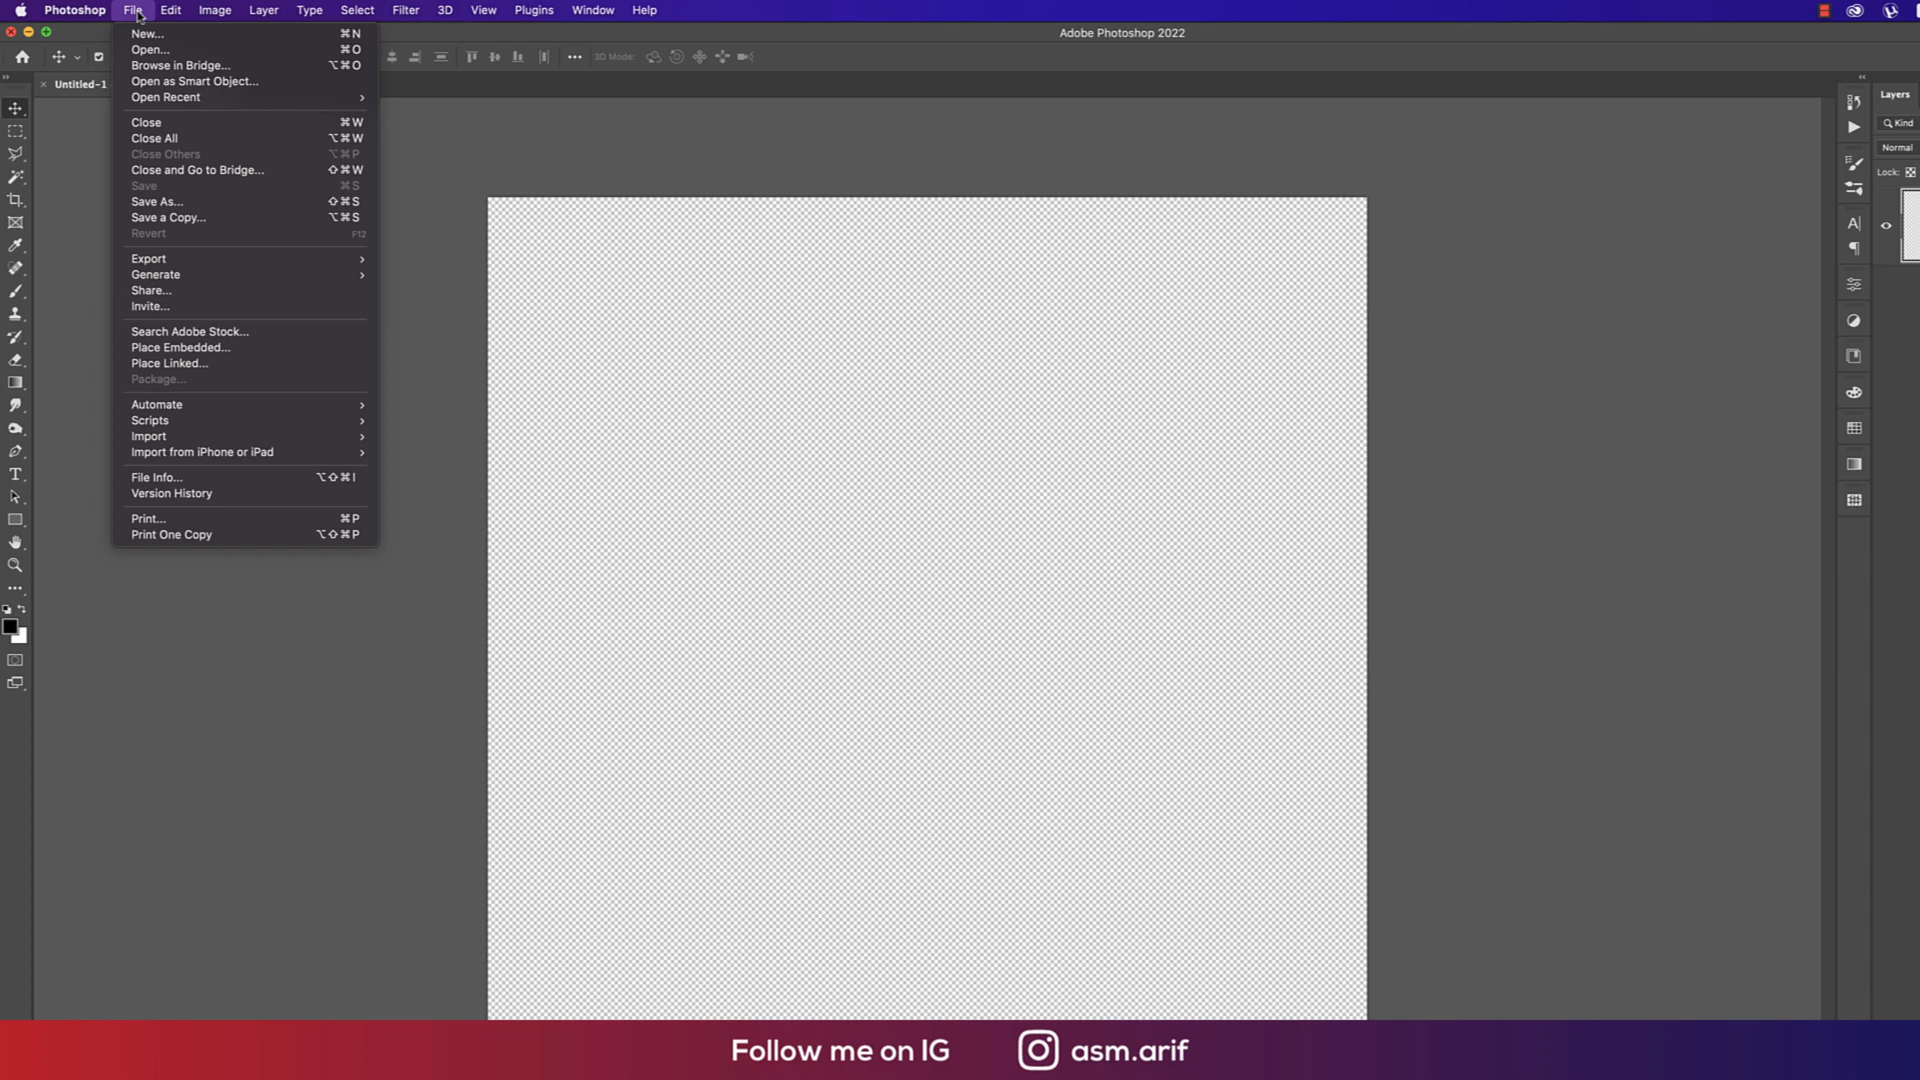 Photoshop File Edit Image Layer Type Select Filter 3D View Plugins Window Help
Adobe Photoshop 2022
3D Mode:
Untitled-1
New... ⌘N
Open... ⌘O
Browse in Bridge... ⌥⌘O
Open as Smart Object...
Open Recent
Close ⌘W
Close All ⌥⌘W
Close Others ⌥⌘P
Close and Go to Bridge... ⇧⌘W
Save ⌘S
Save As... ⇧⌘S
Save a Copy... ⌥⌘S
Revert F12
Export
Generate
Share...
Invite...
Search Adobe Stock...
Place Embedded...
Place Linked...
Package...
Automate
Scripts
Import
Import from iPhone or iPad
File Info... ⌥⇧⌘I
Version History
Print... ⌘P
Print One Copy ⌥⇧⌘P
Layers
Kind
Normal
Lock:
Follow me on IG asm.arif